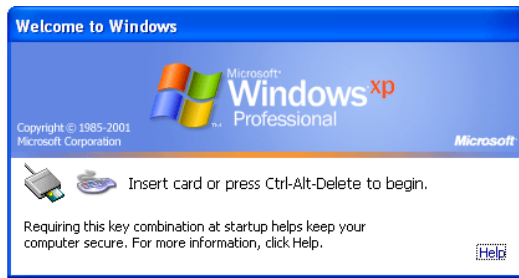 Welcome to Windows
Microsoft®
Windows xp
Professional
Copyright © 1985-2001
Microsoft Corporation
Microsoft
Insert card or press Ctrl-Alt-Delete to begin.
Requiring this key combination at startup helps keep your
computer secure. For more information, click Help.
Help